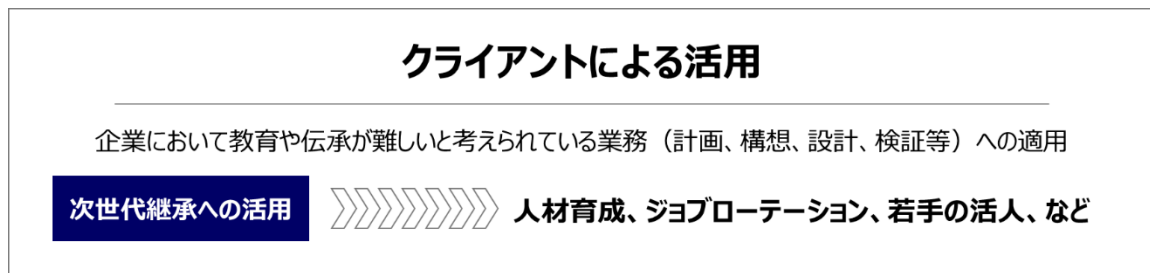 クライアントによる活用
企業において教育や伝承が難しいと考えられている業務（計画、構想、設計、検証等）への適用
次世代継承への活用
人材育成、ジョブローテーション、若手の活人、など